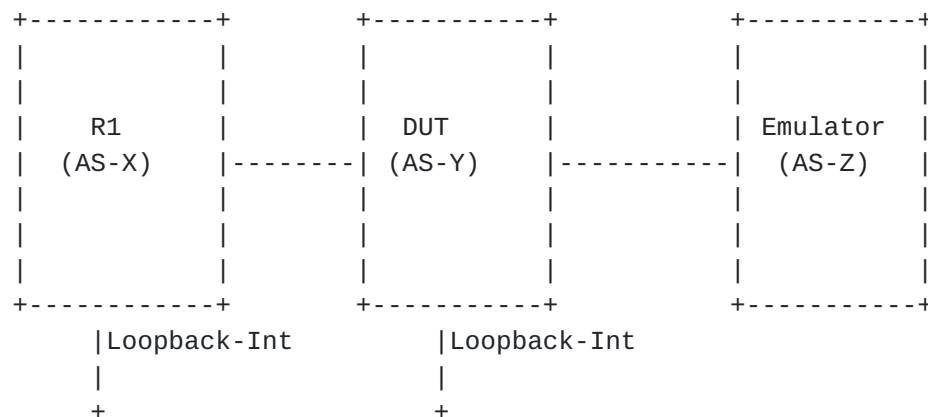 R1 DUT Emulator
(AS-X) (AS-Y) (AS-Z)
Loopback-Int Loopback-Int